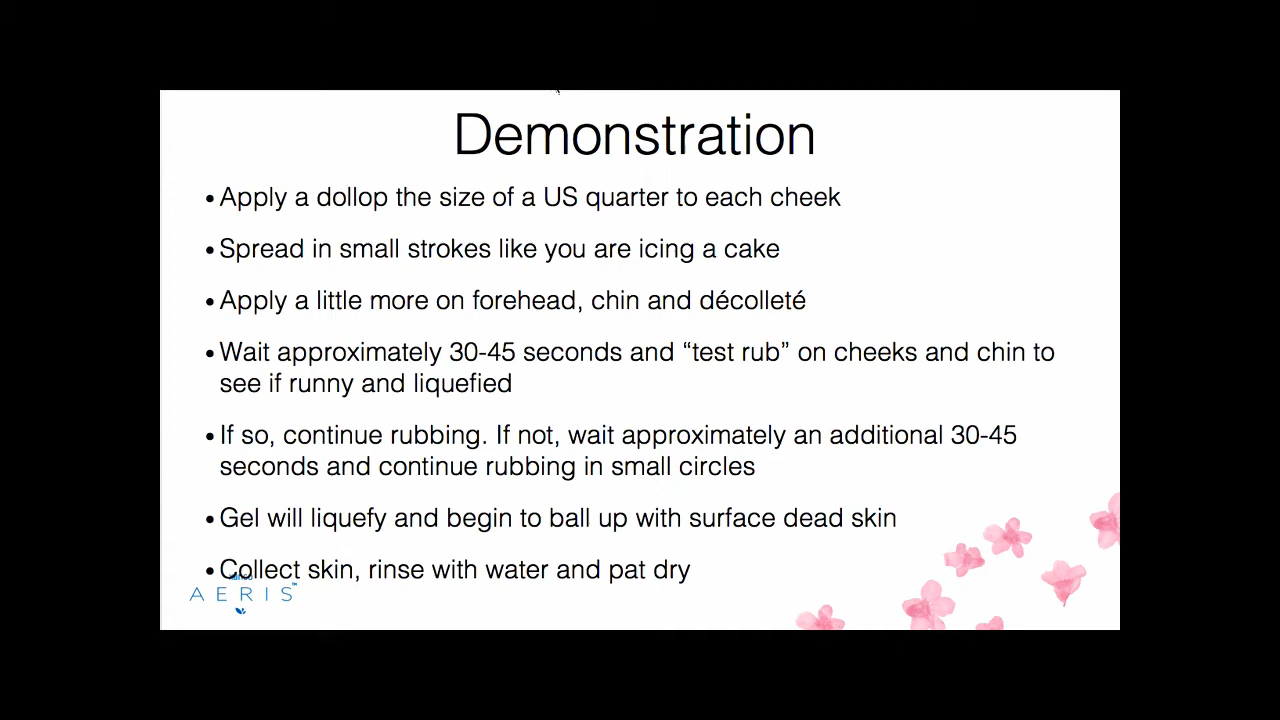 Demonstration
• Apply a dollop the size of a US quarter to each cheek
• Spread in small strokes like you are icing a cake
• Apply a little more on forehead, chin and décolleté
• Wait approximately 30-45 seconds and “test rub” on cheeks and chin to
see if runny and liquefied
• If so, continue rubbing. If not, wait approximately an additional 30-45
seconds and continue rubbing in small circles
• Gel will liquefy and begin to ball up with surface dead skin
• Collect skin, rinse with water and pat dry
AERIS™